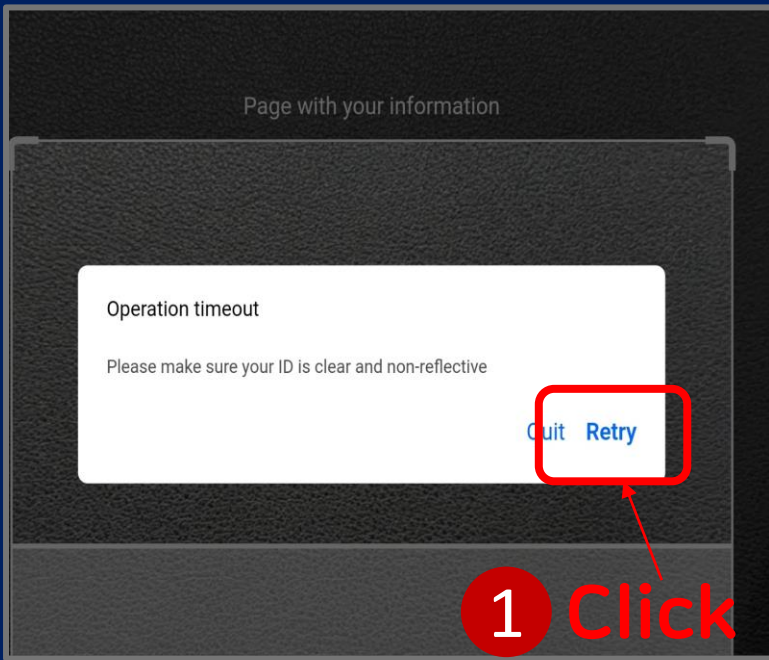 Page with your information
Operation timeout
Please make sure your ID is clear and non-reflective
Quit Retry
1 Click